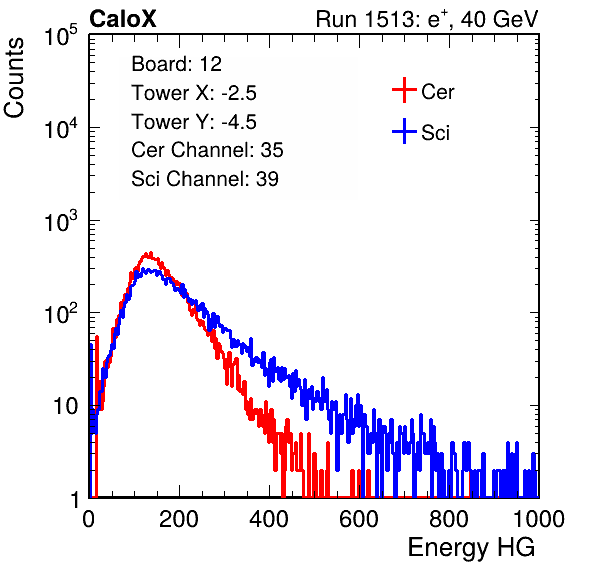 CaloX Run 1513: e⁺, 40 GeV
Counts
Board: 12
Tower X: -2.5
Tower Y: -4.5
Cer Channel: 35
Sci Channel: 39
Cer
Sci
10⁵
10⁴
10³
10²
10
1
0 200 400 600 800 1000
Energy HG